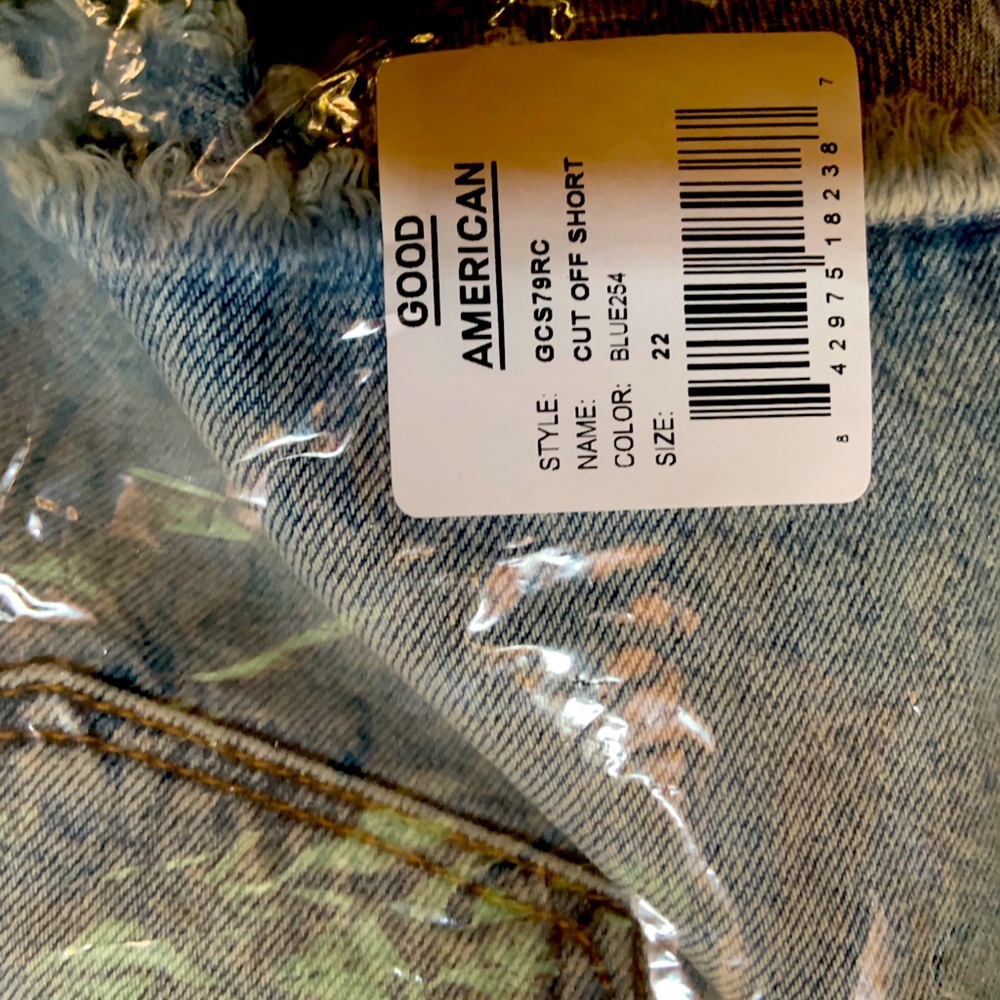 GOOD
AMERICAN
STYLE: GCS79RC
NAME: CUT OFF SHORT
COLOR: BLUE254
SIZE: 22
8 42975 18238 7